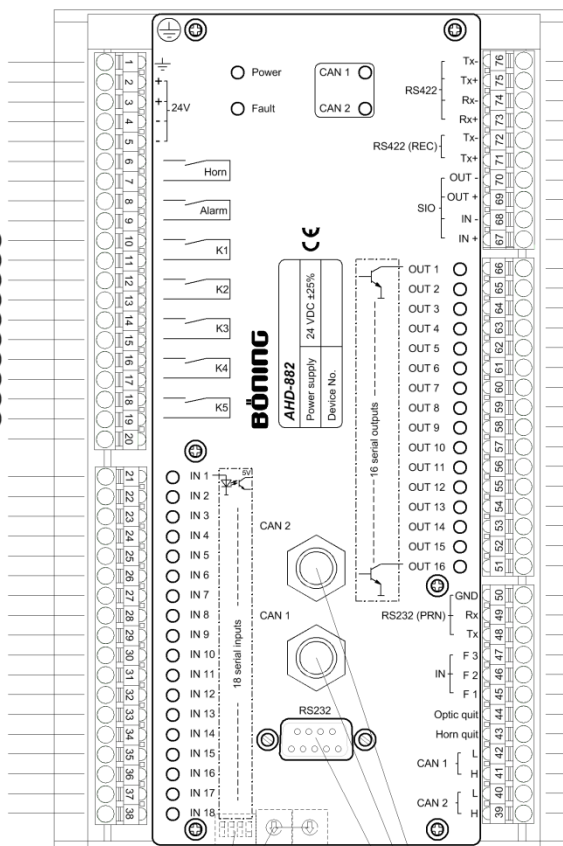 1
2
3
4
5
6
7
8
9
10
11
12
13
14
15
16
17
18
19
20
21
22
23
24
25
26
27
28
29
30
31
32
33
34
35
36
37
38
+
+
-
-
24V
Horn
Alarm
K1
K2
K3
K4
K5
Power
Fault
CAN 1
CAN 2
CE
BÖNING
AHD-882
Power supply 24 VDC ±25%
Device No.
IN 1
IN 2
IN 3
IN 4
IN 5
IN 6
IN 7
IN 8
IN 9
IN 10
IN 11
IN 12
IN 13
IN 14
IN 15
IN 16
IN 17
IN 18
5V
18 serial inputs
CAN 2
CAN 1
RS232
16 serial outputs
RS422
Tx-
Tx+
Rx-
Rx+
RS422 (REC)
Tx-
Tx+
SIO
OUT -
OUT +
IN -
IN +
OUT 1
OUT 2
OUT 3
OUT 4
OUT 5
OUT 6
OUT 7
OUT 8
OUT 9
OUT 10
OUT 11
OUT 12
OUT 13
OUT 14
OUT 15
OUT 16
RS232 (PRN)
GND
Rx
Tx
IN
F 3
F 2
F 1
Optic quit
Horn quit
CAN 1
L
H
CAN 2
L
H
76
75
74
73
72
71
70
69
68
67
66
65
64
63
62
61
60
59
58
57
56
55
54
53
52
51
50
49
48
47
46
45
44
43
42
41
40
39